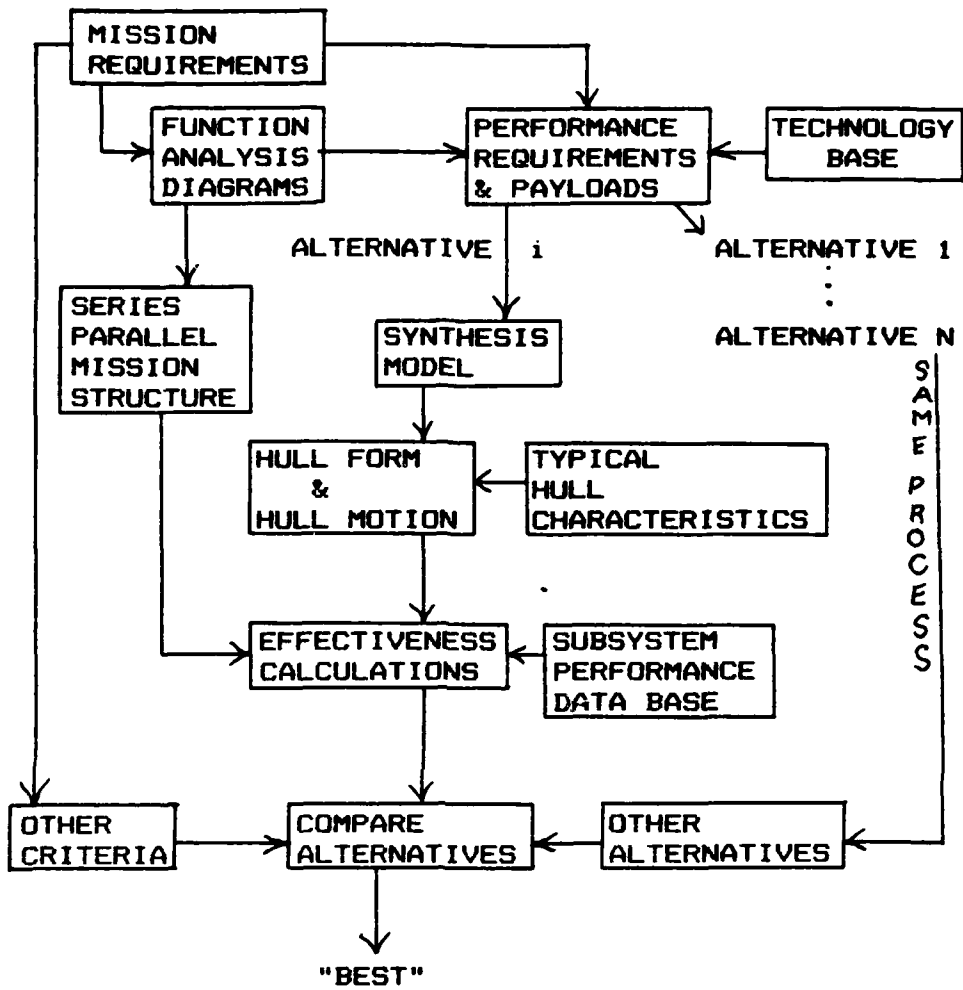 MISSION
REQUIREMENTS
FUNCTION
ANALYSIS
DIAGRAMS
PERFORMANCE
REQUIREMENTS
& PAYLOADS
TECHNOLOGY
BASE
ALTERNATIVE i
ALTERNATIVE 1
ALTERNATIVE N
SERIES
PARALLEL
MISSION
STRUCTURE
SYNTHESIS
MODEL
SAME PROCESS
HULL FORM
&
HULL MOTION
TYPICAL
HULL
CHARACTERISTICS
EFFECTIVENESS
CALCULATIONS
SUBSYSTEM
PERFORMANCE
DATA BASE
OTHER
CRITERIA
COMPARE
ALTERNATIVES
OTHER
ALTERNATIVES
"BEST"